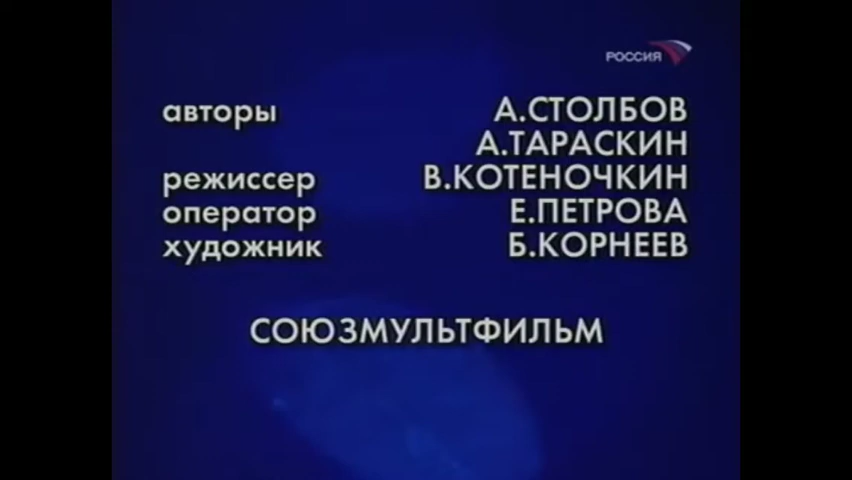 РОССИЯ
авторы А.СТОЛБОВ
А.ТАРАСКИН
режиссер В.КОТЕНОЧКИН
оператор Е.ПЕТРОВА
художник Б.КОРНЕЕВ
СОЮЗМУЛЬТФИЛЬМ